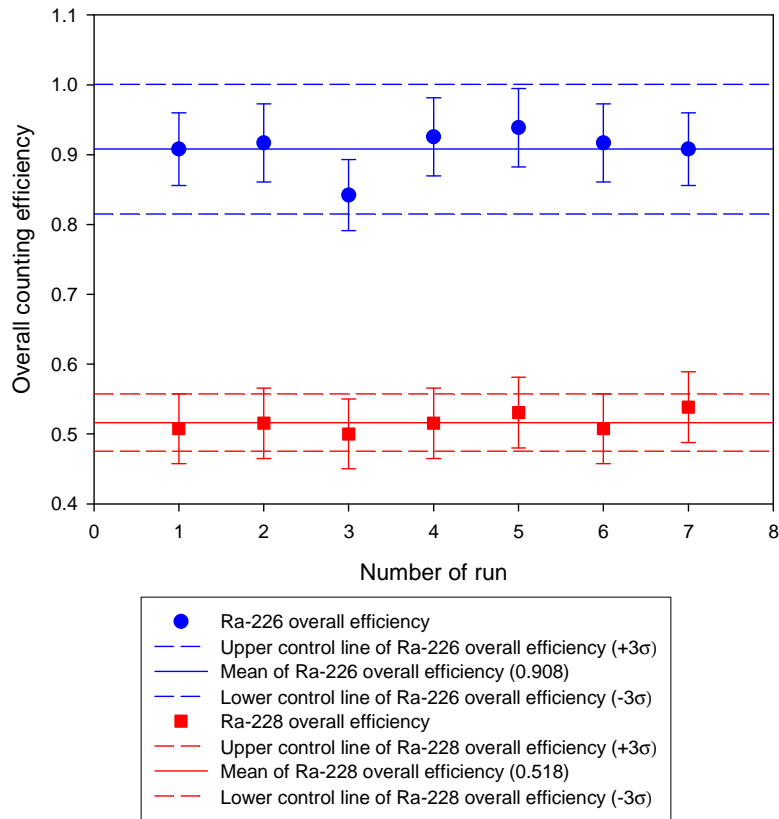 1.1
1.0
0.9
0.8
0.7
0.6
0.5
0.4
Overall counting efficiency
0 1 2 3 4 5 6 7 8
Number of run
Ra-226 overall efficiency
Upper control line of Ra-226 overall efficiency (+3σ)
Mean of Ra-226 overall efficiency (0.908)
Lower control line of Ra-226 overall efficiency (-3σ)
Ra-228 overall efficiency
Upper control line of Ra-228 overall efficiency (+3σ)
Mean of Ra-228 overall efficiency (0.518)
Lower control line of Ra-228 overall efficiency (-3σ)